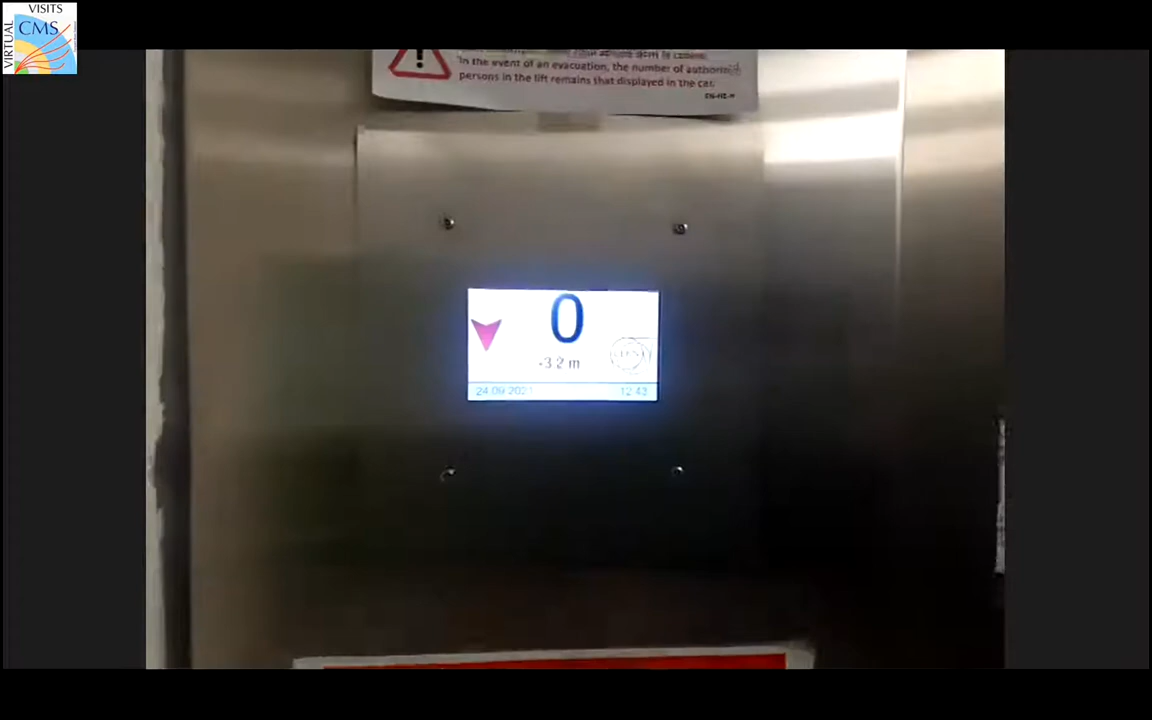 VISITS
VIRTUAL
CMS
In the event of an evacuation, the number of authorised
persons in the lift remains that displayed in the car.
0
-3.2 m
12:43